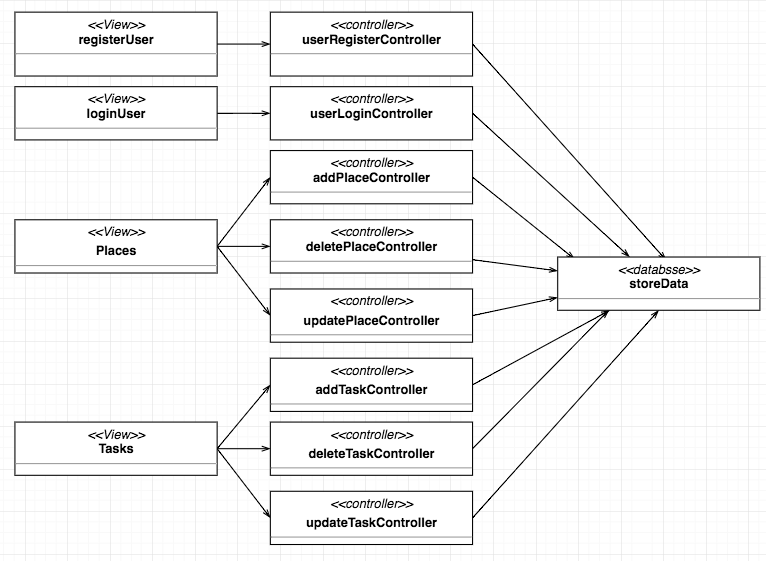 <<View>>
registerUser
<<controller>>
userRegisterController
<<View>>
loginUser
<<controller>>
userLoginController
<<controller>>
addPlaceController
<<View>>
Places
<<controller>>
deletePlaceController
<<databsse>>
storeData
<<controller>>
updatePlaceController
<<controller>>
addTaskController
<<View>>
Tasks
<<controller>>
deleteTaskController
<<controller>>
updateTaskController